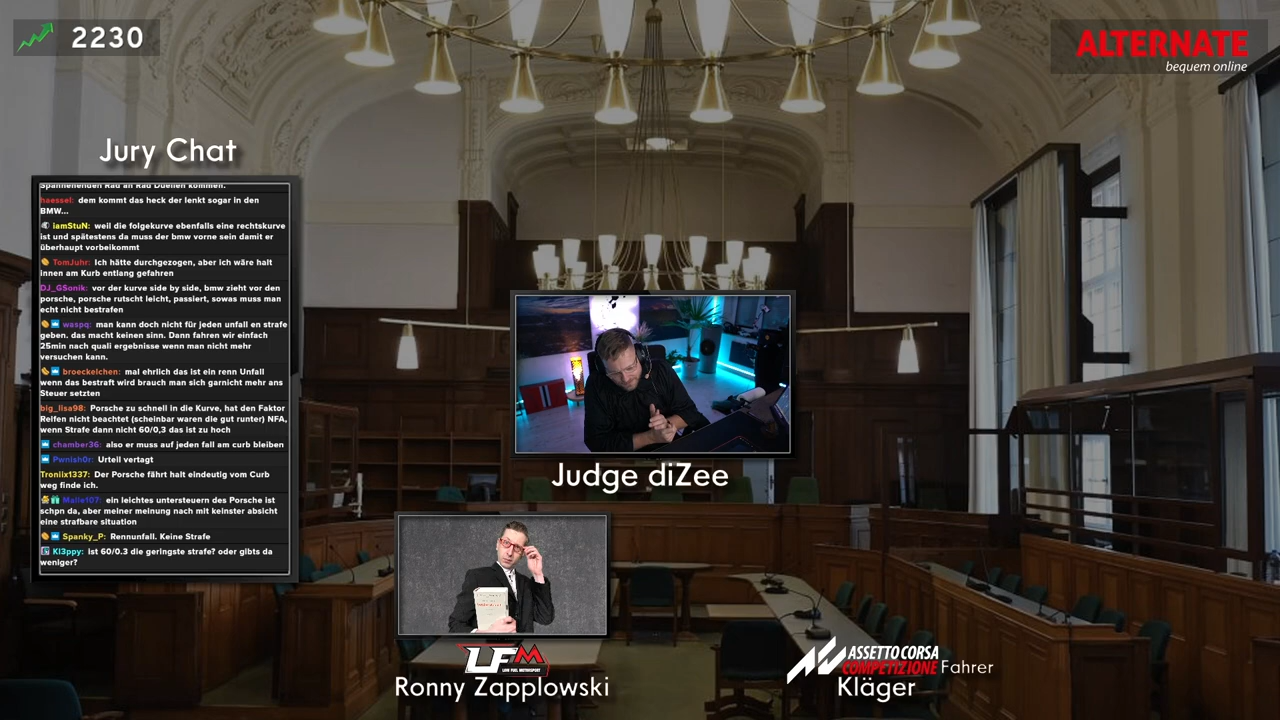 2230
ALTERNATE
bequem online
Jury Chat
Spannenenden Rad an Rad Duellen kommen.
haessel: dem kommt das heck der lenkt sogar in den
BMW...
iamStuN: weil die folgekurve ebenfalls eine rechtskurve
ist und spätestens da muss der bmw vorne sein damit er
überhaupt vorbeikommt
TomJuhr: Ich hätte durchgezogen, aber ich wäre halt
innen am Kurb entlang gefahren
DJ_GSonik: vor der kurve side by side, bmw zieht vor den
porsche, porsche rutscht leicht, passiert, sowas muss man
echt nicht bestrafen
waspq: man kann doch nicht für jeden unfall en strafe
geben. das macht keinen sinn. Dann fahren wir einfach
25min nach quali ergebnisse wenn man nicht mehr
versuchen kann.
broeckelchen: mal ehrlich das ist ein renn Unfall
wenn das bestraft wird brauch man sich garnicht mehr ans
Steuer setzten
big_lisa98: Porsche zu schnell in die Kurve, hat den Faktor
Reifen nicht beachtet (scheinbar waren die gut runter) NFA,
wenn Strafe dann nicht 60/0,3 das ist zu hoch
chamber36: also er muss auf jeden fall am curb bleiben
Pwnish0r: Urteil vertagt
Troniix1337: Der Porsche fährt halt eindeutig vom Curb
weg finde ich.
Malle107: ein leichtes untersteuern des Porsche ist
schpn da, aber meiner meinung nach mit keinster absicht
eine strafbare situation
Spanky_P: Rennunfall. Keine Strafe
Kl3ppy: ist 60/0.3 die geringste strafe? oder gibts da
weniger?
Judge diZee
LFM
LOW FUEL MOTORSPORT
Ronny Zapplowski
ASSETTO CORSA
COMPETIZIONE Fahrer
Kläger